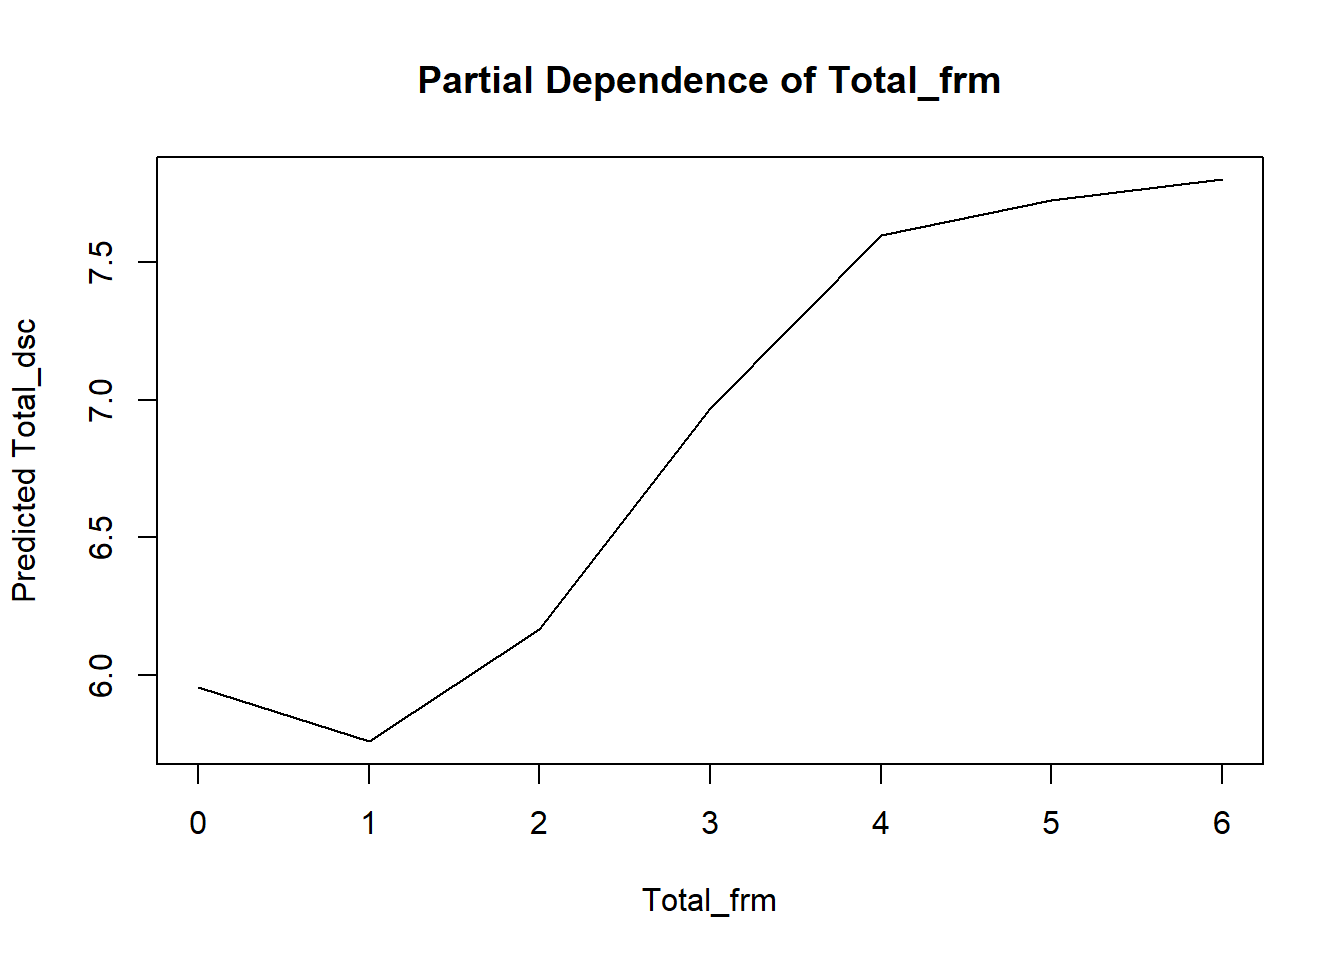 Partial Dependence of Total_frm
Predicted Total_dsc
7.5
7.0
6.5
6.0
0 1 2 3 4 5 6
Total_frm